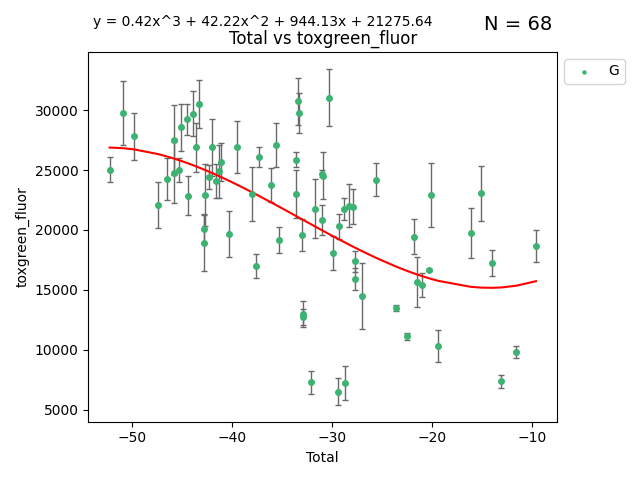 y = 0.42x^3 + 42.22x^2 + 944.13x + 21275.64
N = 68
Total vs toxgreen_fluor
G
30000
25000
20000
15000
10000
5000
toxgreen_fluor
−50
−40
−30
−20
−10
Total